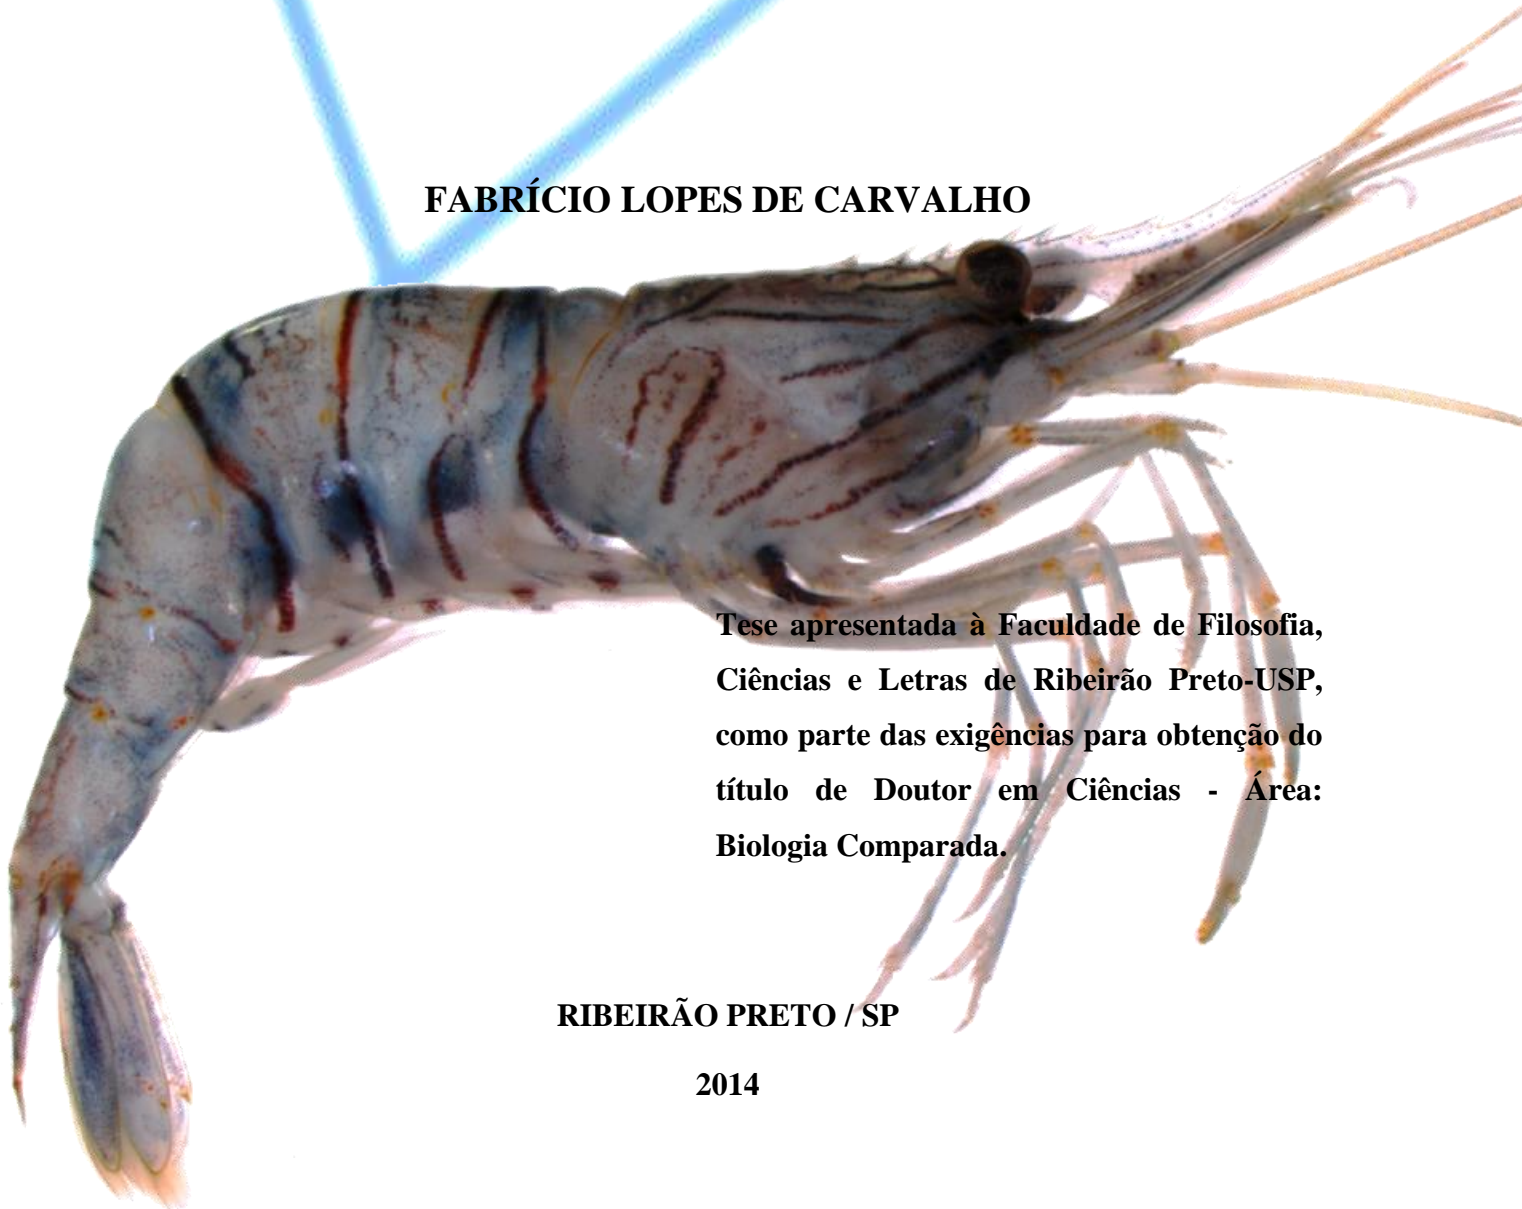 FABRÍCIO LOPES DE CARVALHO
Tese apresentada à Faculdade de Filosofia,
Ciências e Letras de Ribeirão Preto-USP,
como parte das exigências para obtenção do
título de Doutor em Ciências - Área:
Biologia Comparada.
RIBEIRÃO PRETO / SP
2014